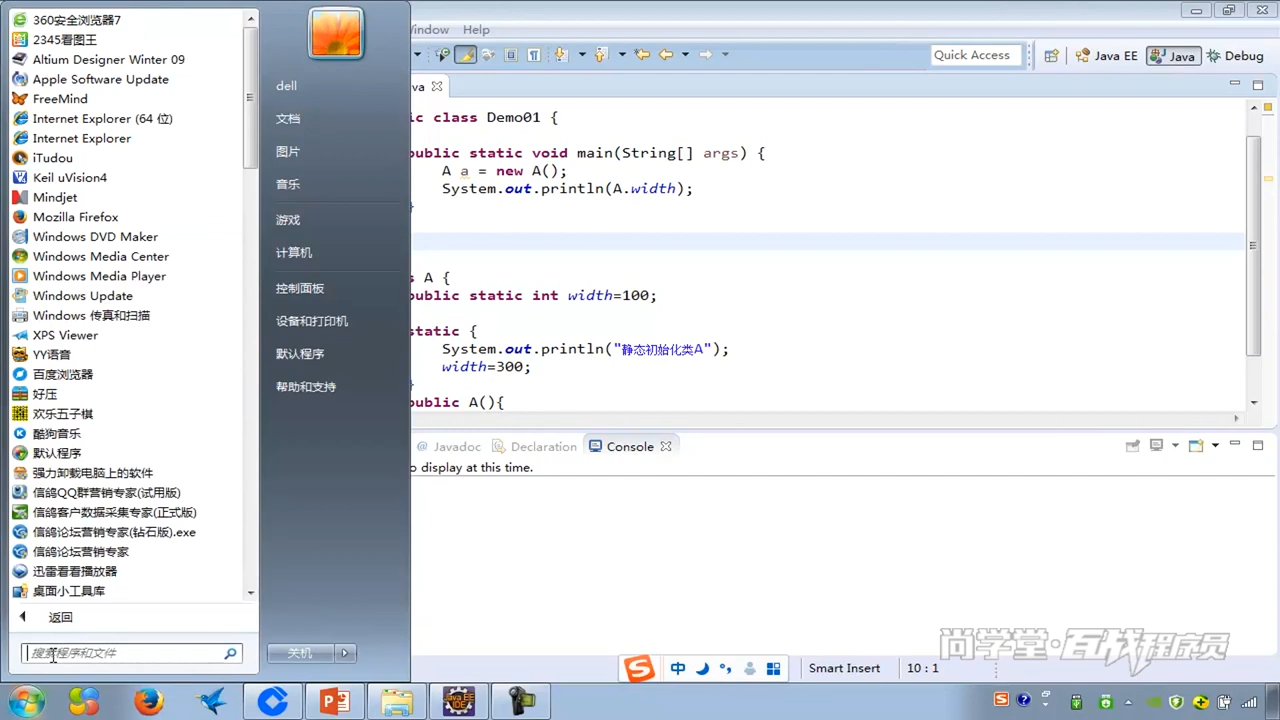 360安全浏览器7
2345看图王
Altium Designer Winter 09
Apple Software Update
FreeMind
Internet Explorer (64 位)
Internet Explorer
iTudou
Keil uVision4
Mindjet
Mozilla Firefox
Windows DVD Maker
Windows Media Center
Windows Media Player
Windows Update
Windows 传真和扫描
XPS Viewer
YY语音
百度浏览器
好压
欢乐五子棋
酷狗音乐
默认程序
强力卸载电脑上的软件
信鸽QQ群营销专家(试用版)
信鸽客户数据采集专家(正式版)
信鸽论坛营销专家(钻石版).exe
信鸽论坛营销专家
迅雷看看播放器
桌面小工具库
返回
搜索程序和文件
dell
文档
图片
音乐
游戏
计算机
控制面板
设备和打印机
默认程序
帮助和支持
关机
indow Help
Quick Access
Java EE
Java
Debug
va
ic class Demo01 {
public static void main(String[] args) {
A a = new A();
System.out.println(A.width);
}
s A {
public static int width=100;
static {
System.out.println("静态初始化类A");
width=300;
}
public A(){
@ Javadoc
Declaration
Console
o display at this time.
尚学堂·百战程序员
中
Smart Insert
10 : 1